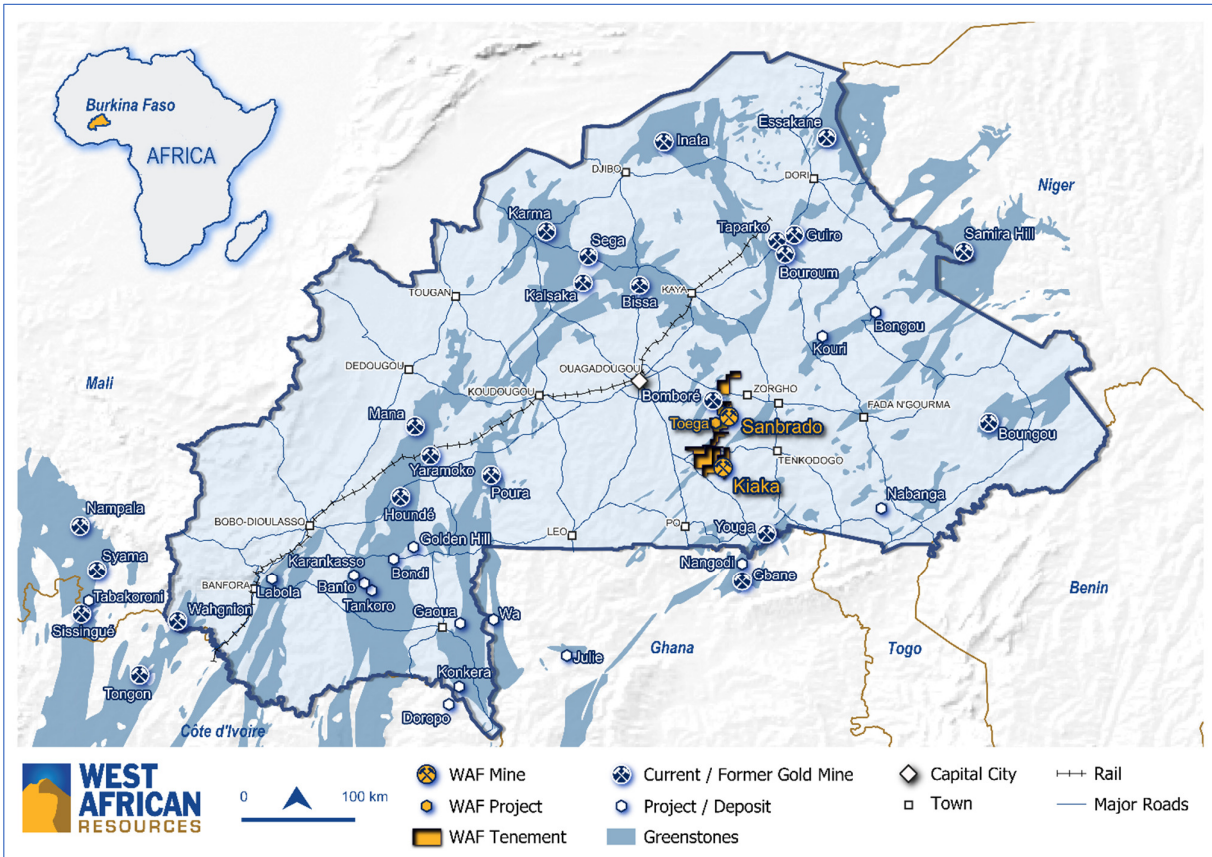 Burkina Faso
AFRICA
Essakane
Inata
DJIBO
DORI
Niger
Karma
Taparko
Guiro
Samira Hill
Sega
Bouroum
Kalsaka
Bissa
KAYA
TOUGAN
Bongou
Kouri
OUAGADOUGOU
DEDOUGOU
Mali
KOUDOUGOU
Bomboré
ZORGHO
FADA N'GOURMA
Mana
Toega
Sanbrado
Boungou
TENKODOGO
Yaramoko
Kiaka
Poura
Houndé
Nabanga
Nampala
BOBO-DIOULASSO
LEO
PO
Youga
Golden Hill
Syama
Karankasso
Bondi
Nangodi
Gbane
BANFORA
Labola
Banto
Tankoro
Benin
Tabakoroni
Sissingué
Wahgnion
Gaoua
Wa
Ghana
Togo
Julie
Tongon
Konkera
Doropo
Côte d'Ivoire
WEST
AFRICAN
RESOURCES
0 100 km
WAF Mine
WAF Project
WAF Tenement
Current / Former Gold Mine
Project / Deposit
Greenstones
Capital City
Town
Rail
Major Roads